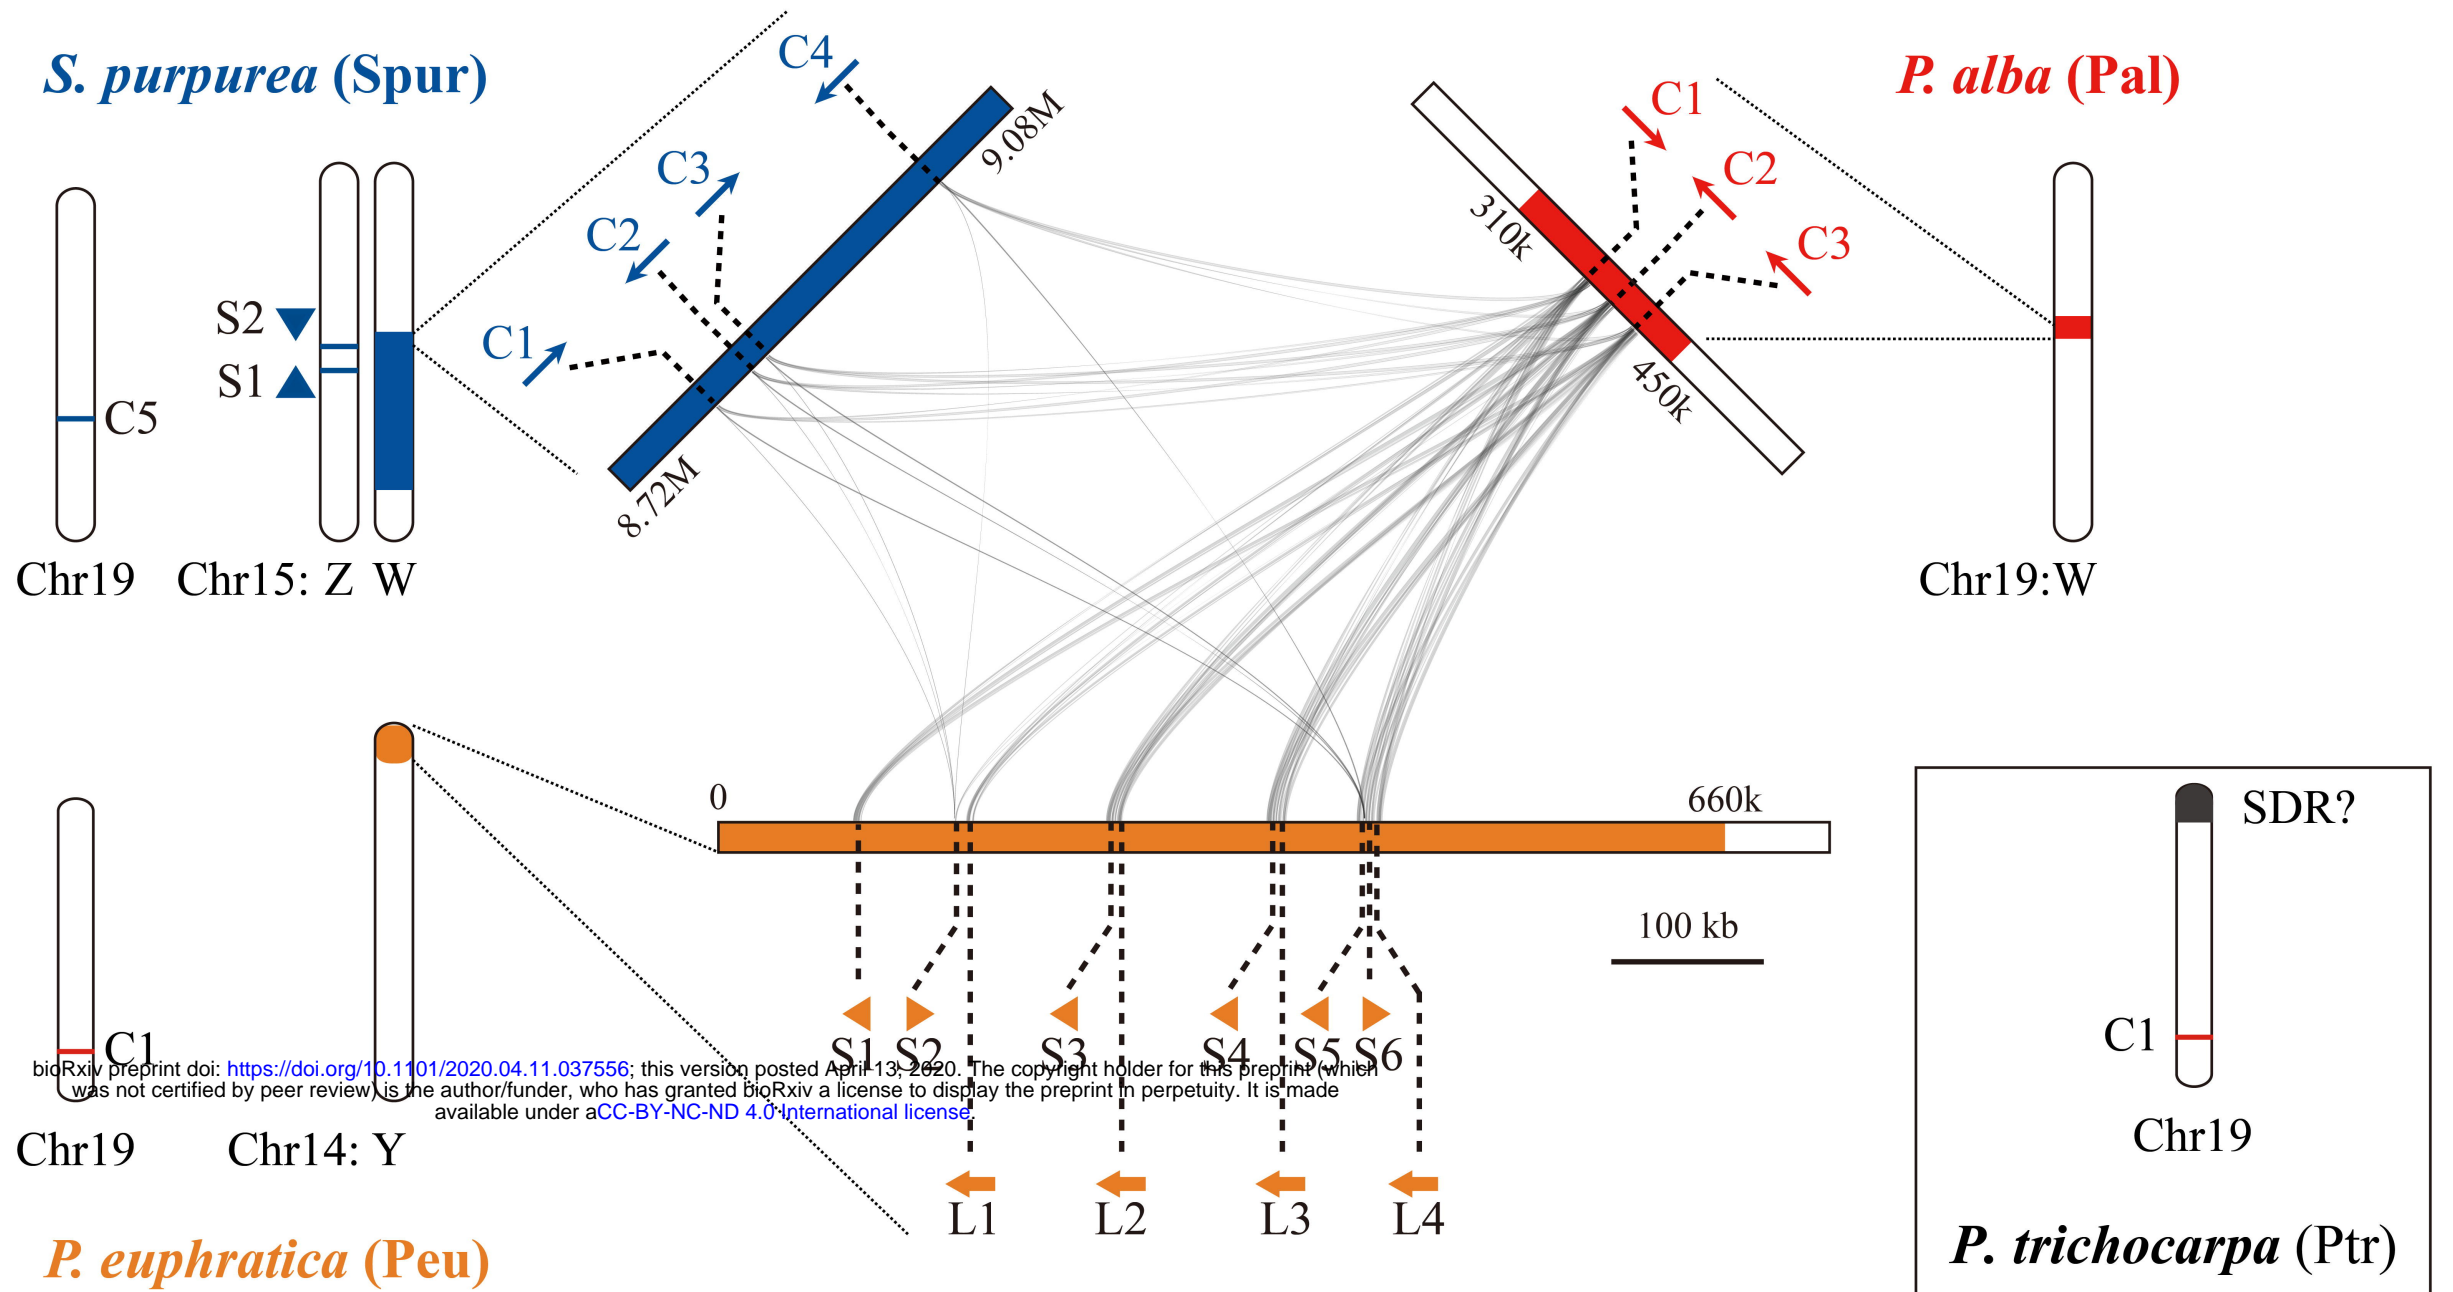 S. purpurea (Spur)
P. alba (Pal)
C4
C3
C2
C1
9.08M
8.72M
C1
C2
C3
310k
450k
S2
S1
C5
Chr19
Chr15: Z W
Chr19:W
0
660k
100 kb
SDR?
C1
C1
S1 S2 S3 S4 S5 S6
bioRxiv preprint doi: https://doi.org/10.1101/2020.04.11.037556; this version posted April 13, 2020. The copyright holder for this preprint (which
was not certified by peer review) is the author/funder, who has granted bioRxiv a license to display the preprint in perpetuity. It is made
available under aCC-BY-NC-ND 4.0 International license.
Chr19
Chr14: Y
Chr19
L1 L2 L3 L4
P. euphratica (Peu)
P. trichocarpa (Ptr)